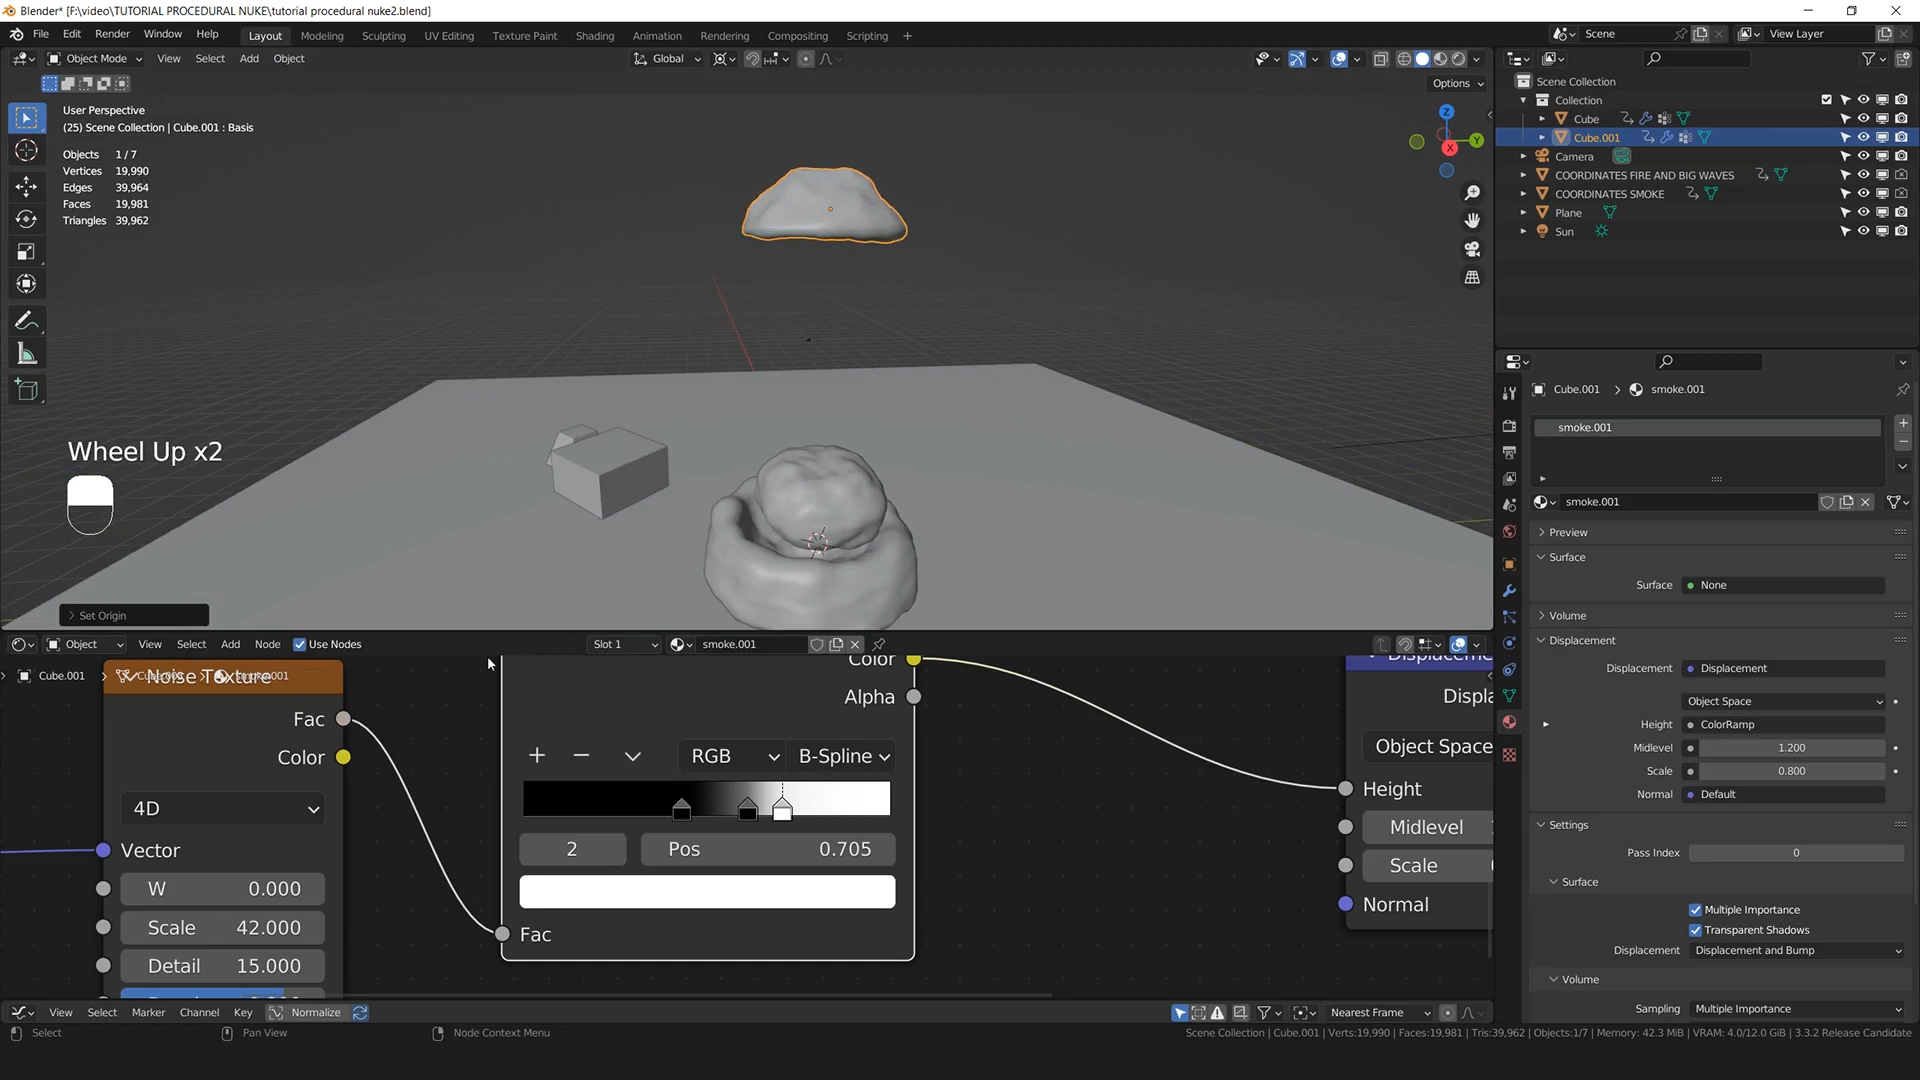 Blender* [F:\video\TUTORIAL PROCEDURAL NUKE\tutorial procedural nuke2.blend]
File Edit Render Window Help Layout Modeling Sculpting UV Editing Texture Paint Shading Animation Rendering Compositing Scripting + Scene View Layer
Object Mode View Select Add Object Global
Options
User Perspective
(25) Scene Collection | Cube.001 : Basis
Objects 1 / 7
Vertices 19,990
Edges 39,964
Faces 19,981
Triangles 39,962
Z
Y
X
Wheel Up x2
Set Origin
Scene Collection
Collection
Cube
Cube.001
Camera
COORDINATES FIRE AND BIG WAVES
COORDINATES SMOKE
Plane
Sun
Cube.001 > smoke.001
smoke.001
smoke.001
Preview
Surface
Surface None
Volume
Displacement
Displacement Displacement
Object Space
Height ColorRamp
Midlevel 1.200
Scale 0.800
Normal Default
Settings
Pass Index 0
Surface
Multiple Importance
Transparent Shadows
Displacement Displacement and Bump
Volume
Sampling Multiple Importance
Object View Select Add Node Use Nodes Slot 1 smoke.001
Cube.001
Noise Texture
Fac
Color
4D
Vector
W 0.000
Scale 42.000
Detail 15.000
Color
Alpha
RGB B-Spline
2 Pos 0.705
Fac
Displa
Object Space
Height
Midlevel
Scale
Normal
View Select Marker Channel Key Normalize Nearest Frame
Select Pan View Node Context Menu
Scene Collection | Cube.001 | Verts:19,990 | Faces:19,981 | Tris:39,962 | Objects:1/7 | Memory: 42.3 MiB | VRAM: 4.0/12.0 GiB | 3.3.2 Release Candidate